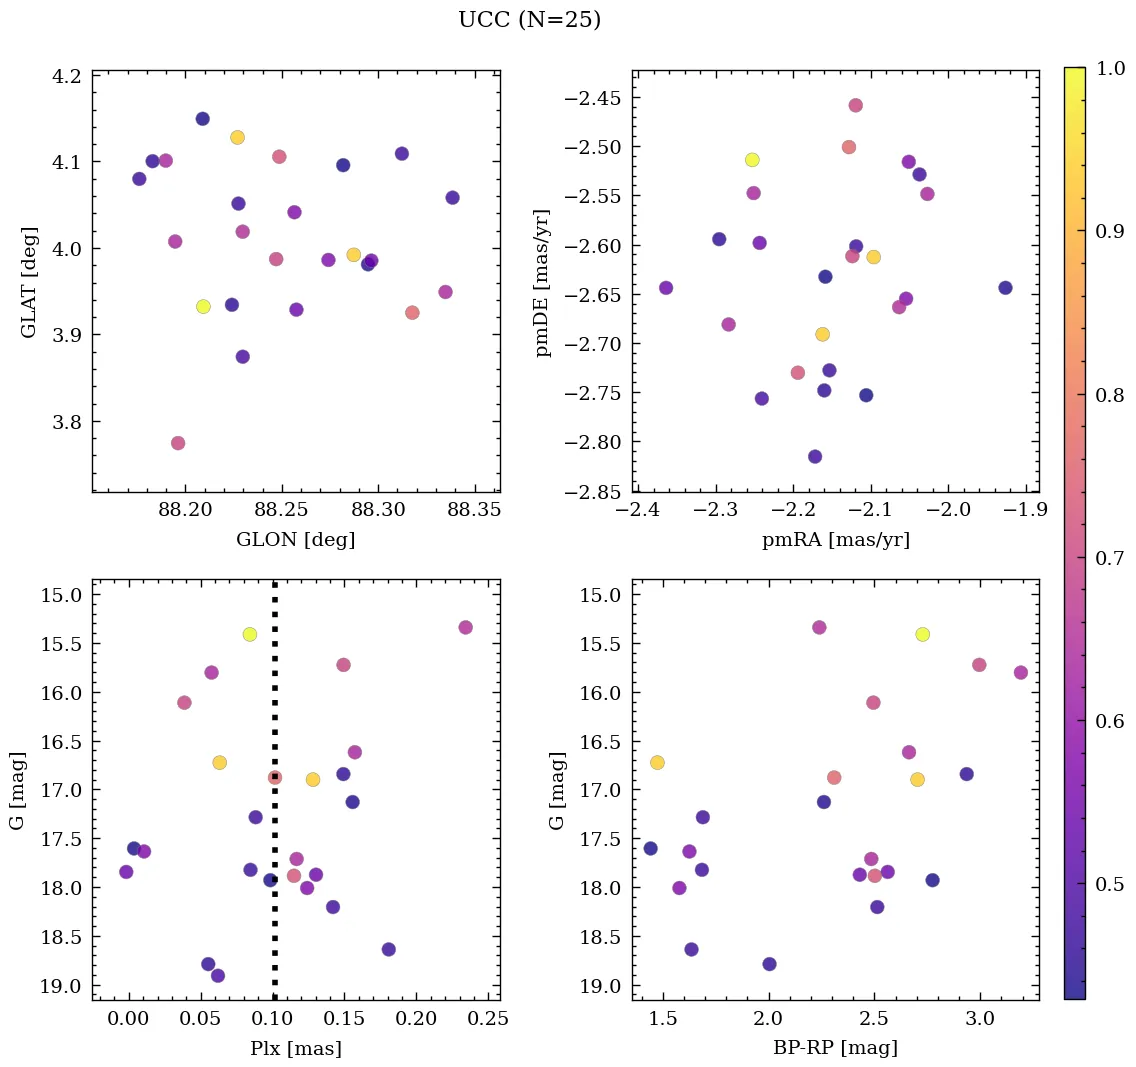 UCC (N=25)
4.2
4.1
4.0
3.9
3.8
GLAT [deg]
88.20 88.25 88.30 88.35
GLON [deg]
−2.45
−2.50
−2.55
−2.60
−2.65
−2.70
−2.75
−2.80
−2.85
pmDE [mas/yr]
−2.4 −2.3 −2.2 −2.1 −2.0 −1.9
pmRA [mas/yr]
15.0
15.5
16.0
16.5
17.0
17.5
18.0
18.5
19.0
G [mag]
0.00 0.05 0.10 0.15 0.20 0.25
Plx [mas]
15.0
15.5
16.0
16.5
17.0
17.5
18.0
18.5
19.0
G [mag]
1.5 2.0 2.5 3.0
BP-RP [mag]
1.0
0.9
0.8
0.7
0.6
0.5